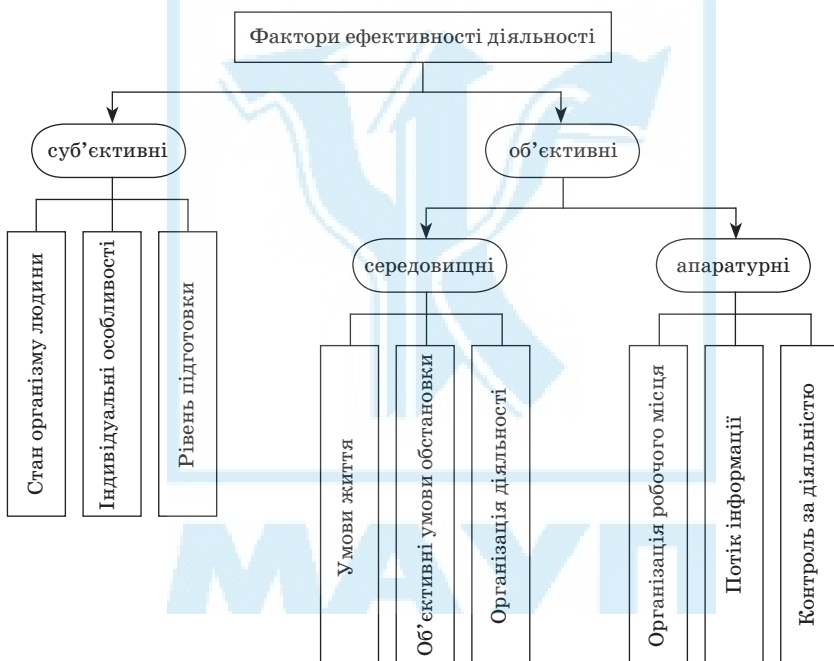 Фактори ефективності діяльності
суб’єктивні
об’єктивні
середовищні
апаратурні
Стан організму людини
Індивідуальні особливості
Рівень підготовки
Умови життя
Об’єктивні умови обстановки
Організація діяльності
Організація робочого місця
Потік інформації
Контроль за діяльністю
МАУП